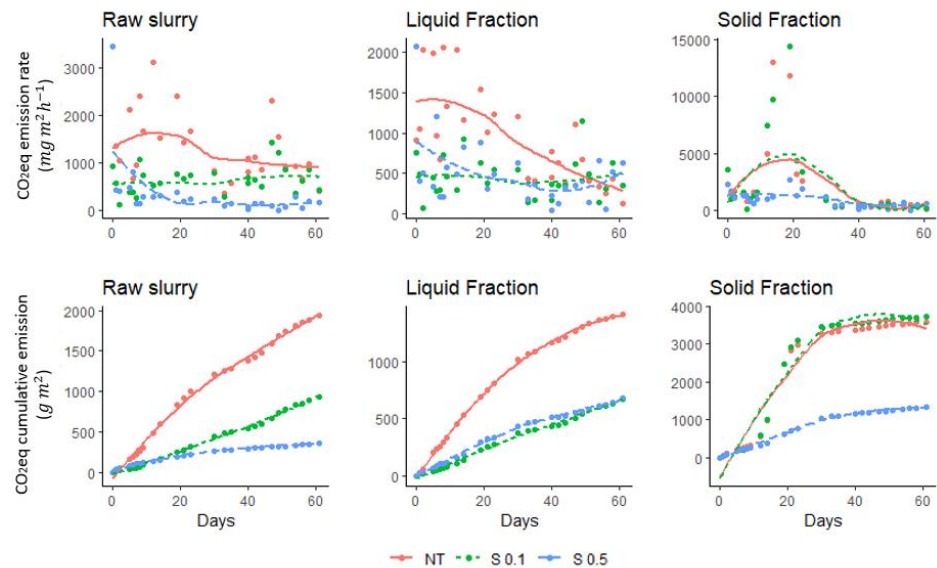 Raw slurry
Liquid Fraction
Solid Fraction
CO2eq emission rate
(mg m² h⁻¹)
3000
2000
1000
0
2000
1500
1000
500
0
15000
10000
5000
0
0 20 40 60
0 20 40 60
0 20 40 60
Raw slurry
Liquid Fraction
Solid Fraction
CO2eq cumulative emission
(g m²)
2000
1500
1000
500
0
1000
500
0
4000
3000
2000
1000
0
0 20 40 60
0 20 40 60
0 20 40 60
Days
Days
Days
NT S 0.1 S 0.5